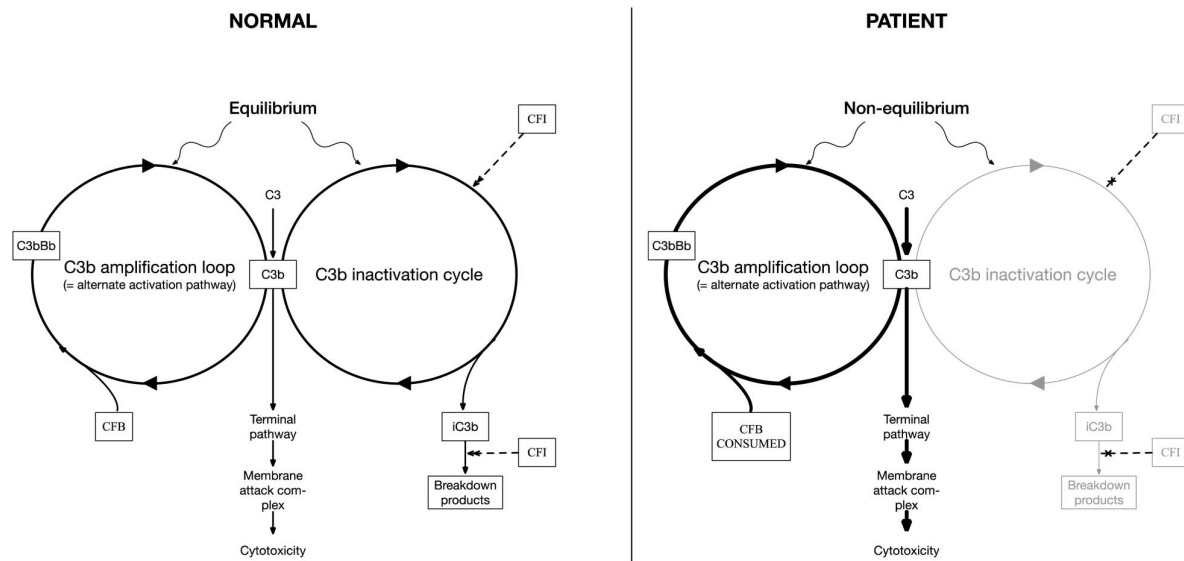 NORMAL
Equilibrium
CFI
C3
C3bBb
C3b amplification loop
(= alternate activation pathway)
C3b
C3b inactivation cycle
CFB
Terminal
pathway
iC3b
CFI
Membrane
attack com-
plex
Breakdown
products
Cytotoxicity
PATIENT
Non-equilibrium
CFI
C3
C3bBb
C3b amplification loop
(= alternate activation pathway)
C3b
C3b inactivation cycle
CFB
CONSUMED
Terminal
pathway
iC3b
CFI
Membrane
attack com-
plex
Breakdown
products
Cytotoxicity